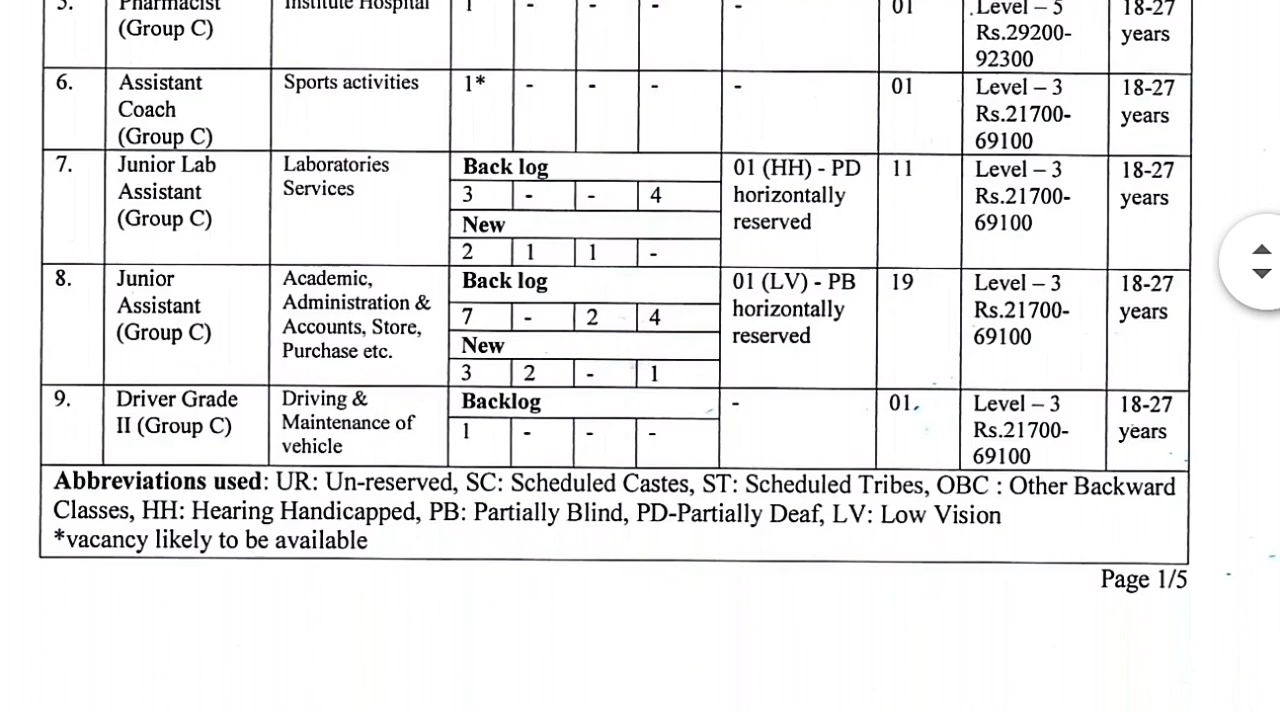 5. Pharmacist Institute Hospital 1 - - - - 01 Level – 5 18-27
(Group C) Rs.29200- years
92300
6. Assistant Sports activities 1* - - - - 01 Level – 3 18-27
Coach Rs.21700- years
(Group C) 69100
7. Junior Lab Laboratories Back log 01 (HH) - PD 11 Level – 3 18-27
Assistant Services 3 - - 4 horizontally Rs.21700- years
(Group C) New reserved 69100
2 1 1 -
8. Junior Academic, Back log 01 (LV) - PB 19 Level – 3 18-27
Assistant Administration & 7 - 2 4 horizontally Rs.21700- years
(Group C) Accounts, Store, New reserved 69100
Purchase etc. 3 2 - 1
9. Driver Grade Driving & Backlog - 01. Level – 3 18-27
II (Group C) Maintenance of 1 - - - Rs.21700- years
vehicle 69100
Abbreviations used: UR: Un-reserved, SC: Scheduled Castes, ST: Scheduled Tribes, OBC : Other Backward
Classes, HH: Hearing Handicapped, PB: Partially Blind, PD-Partially Deaf, LV: Low Vision
*vacancy likely to be available
Page 1/5